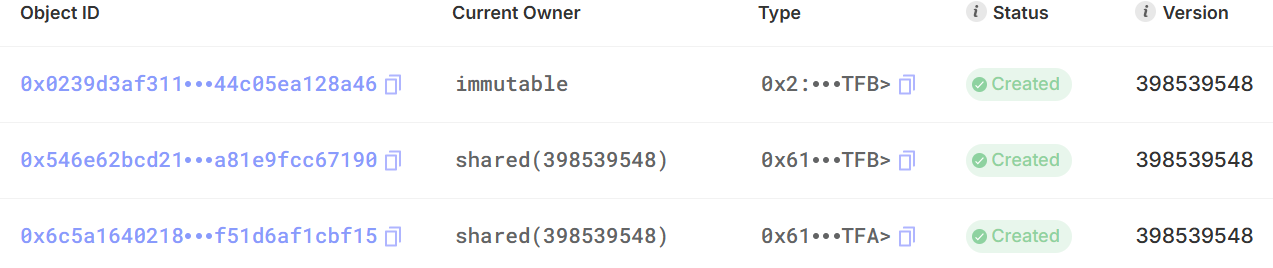 Object ID Current Owner Type i Status i Version
0x0239d3af311•••44c05ea128a46 immutable 0x2:•••TFB> Created 398539548
0x546e62bcd21•••a81e9fcc67190 shared(398539548) 0x61•••TFB> Created 398539548
0x6c5a1640218•••f51d6af1cbf15 shared(398539548) 0x61•••TFA> Created 398539548